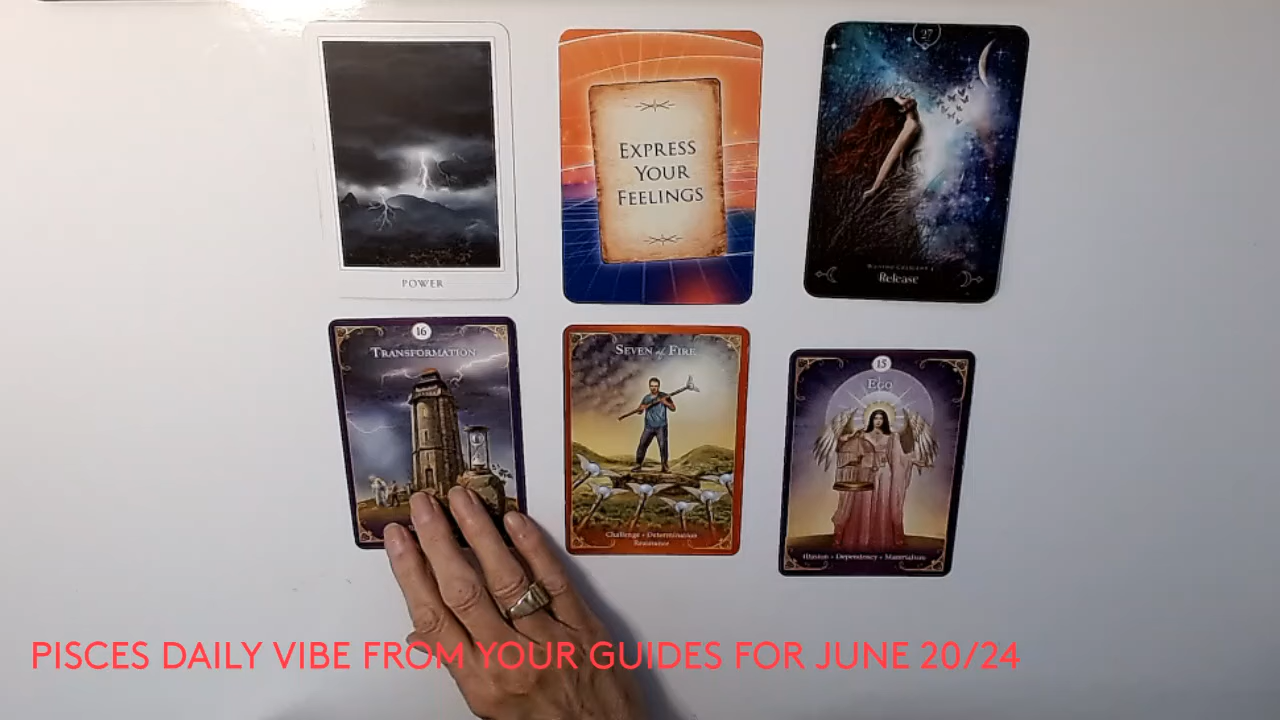 POWER
EXPRESS
YOUR
FEELINGS
27
Release
16
TRANSFORMATION
SEVEN of FIRE
Challenge • Determination
Resistance
15
EGO
Illusion • Dependency • Materialism
PISCES DAILY VIBE FROM YOUR GUIDES FOR JUNE 20/24